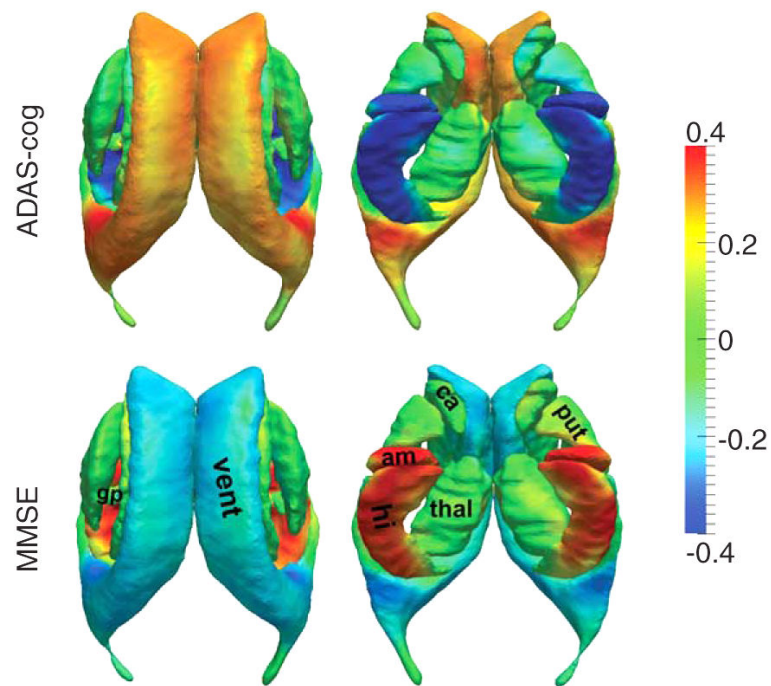 ADAS-cog
0.4
0.2
0
-0.2
-0.4
MMSE
gp
vent
ca
put
am
hi
thal